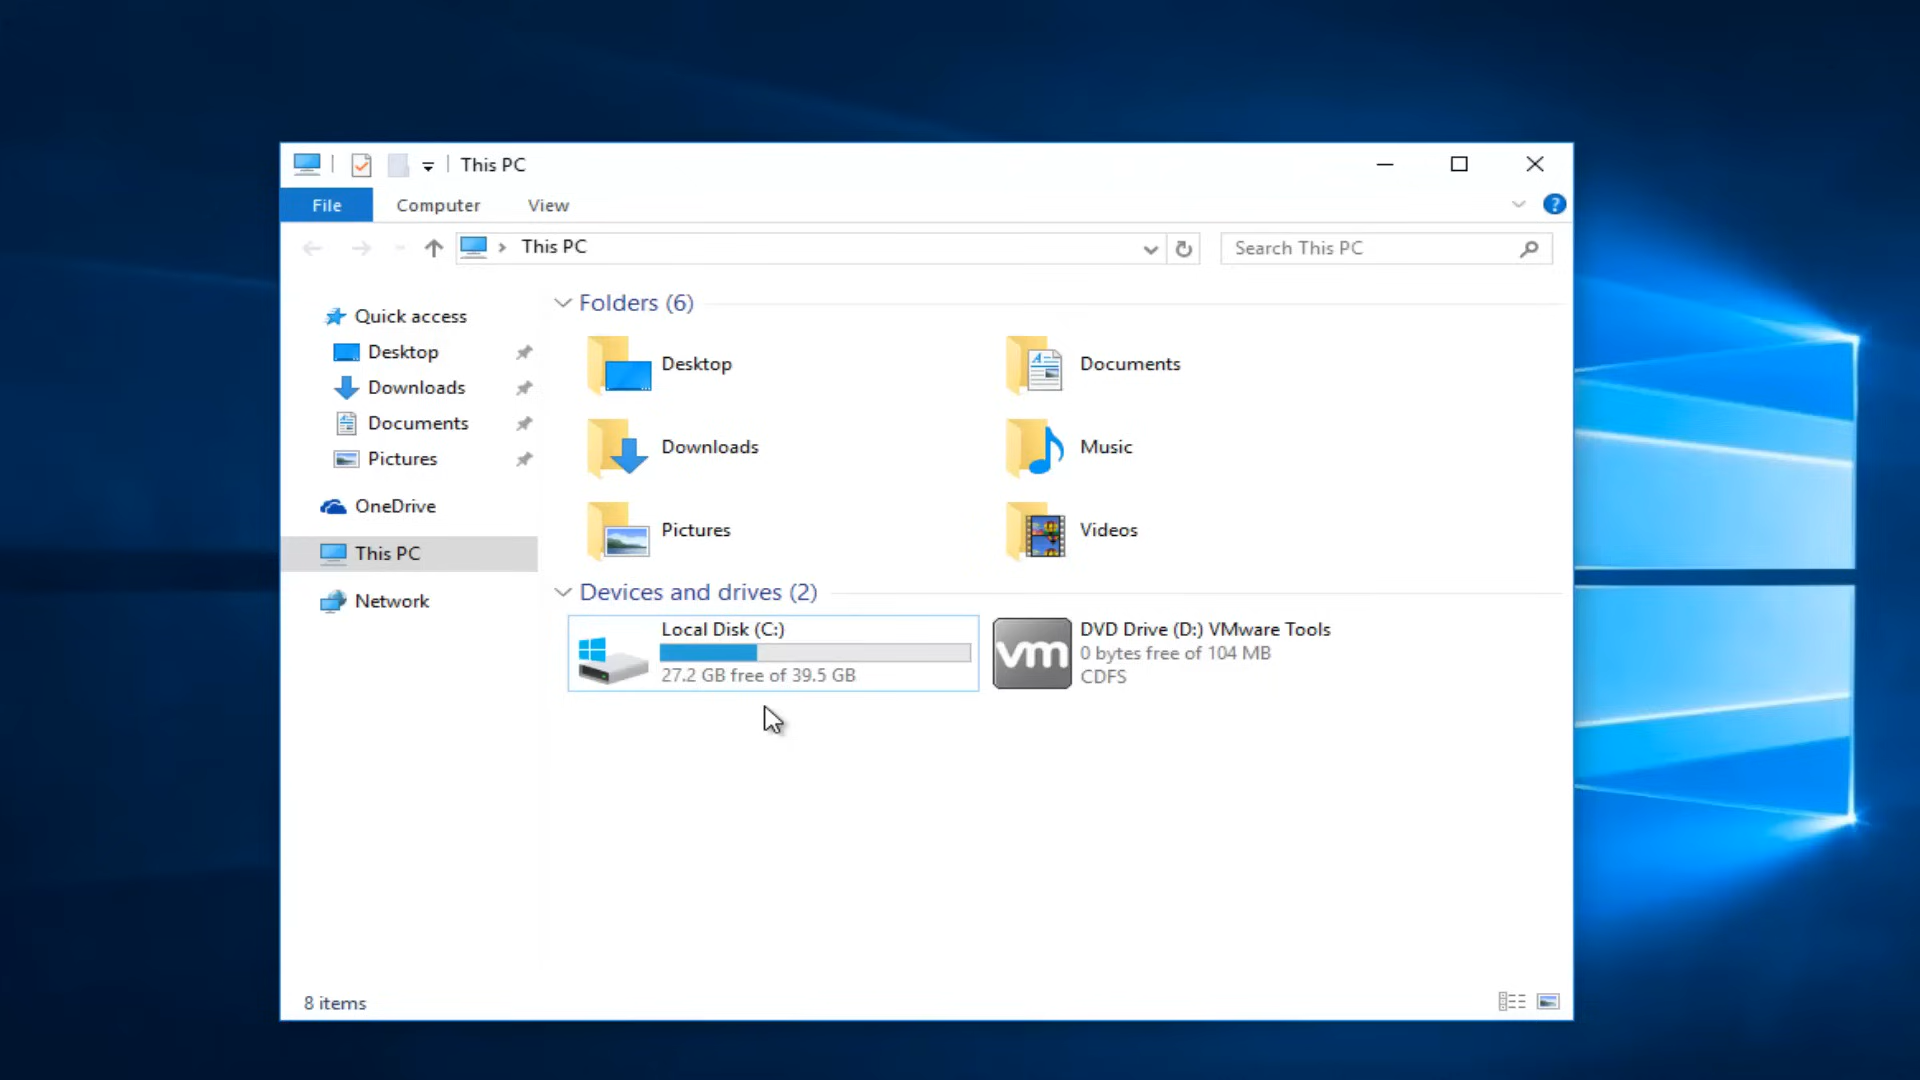 This PC
File Computer View
This PC
Search This PC
Quick access
Desktop
Downloads
Documents
Pictures
OneDrive
This PC
Network
Folders (6)
Desktop
Documents
Downloads
Music
Pictures
Videos
Devices and drives (2)
Local Disk (C:)
27.2 GB free of 39.5 GB
vm
DVD Drive (D:) VMware Tools
0 bytes free of 104 MB
CDFS
8 items